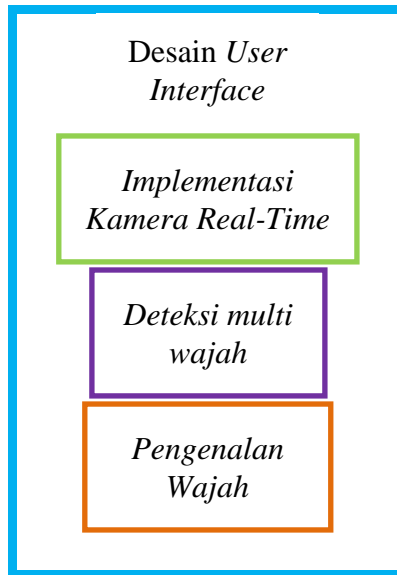 Desain User
Interface
Implementasi
Kamera Real-Time
Deteksi multi
wajah
Pengenalan
Wajah